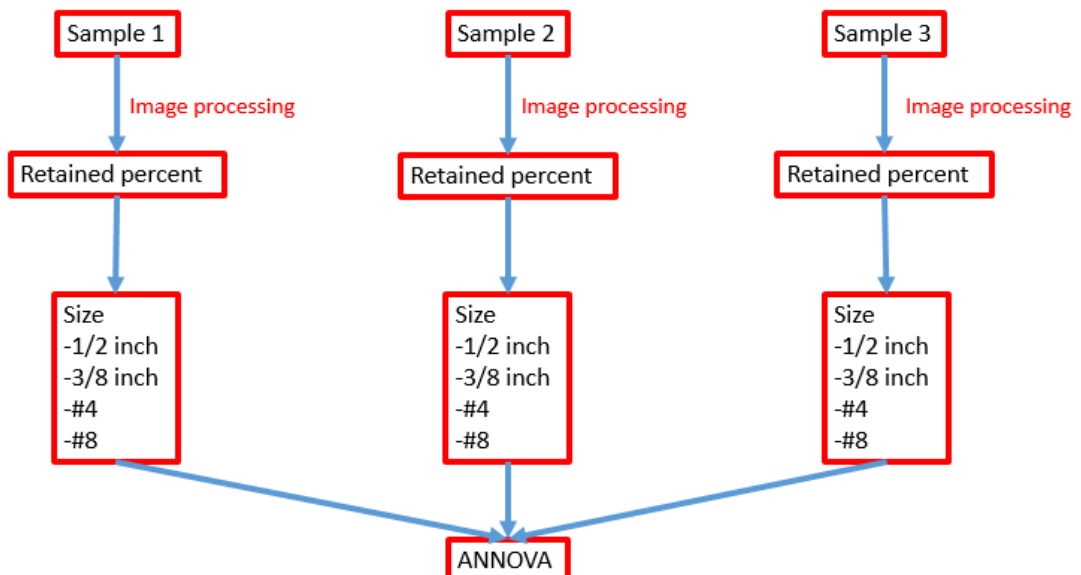 Sample 1
Sample 2
Sample 3
Image processing
Image processing
Image processing
Retained percent
Retained percent
Retained percent
Size
-1/2 inch
-3/8 inch
-#4
-#8
Size
-1/2 inch
-3/8 inch
-#4
-#8
Size
-1/2 inch
-3/8 inch
-#4
-#8
ANNOVA